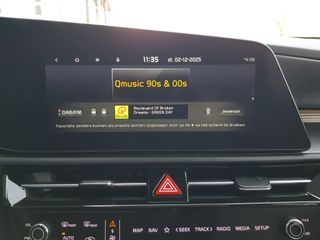 11:35 di. 02-12-2025
Qmusic 90s & 00s
DAB/FM
Boulevard Of Broken
Dreams - GREEN DAY
Zenderlijst
Favoriete zenders kunnen als presets worden opgeslagen door op de ★ op het scherm te drukken.
VOL
MAP NAV ☆ <SEEK TRACK> RADIO MEDIA SETUP
AUTO